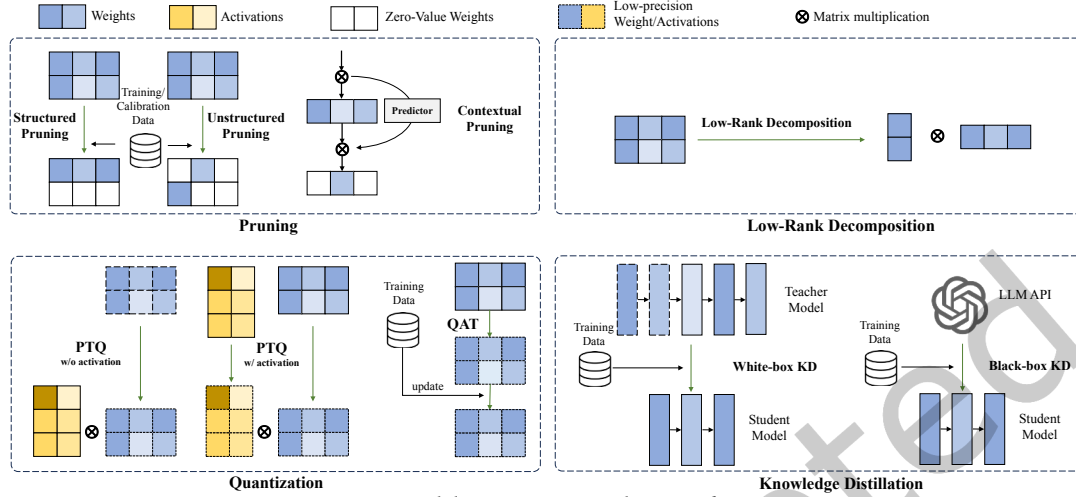 Weights
Activations
Zero-Value Weights
Low-precision
Weight/Activations
Matrix multiplication
Structured
Pruning
Training/
Calibration
Data
Unstructured
Pruning
Predictor
Contextual
Pruning
Pruning
Low-Rank Decomposition
Low-Rank Decomposition
PTQ
w/o activation
PTQ
w/ activation
Training
Data
QAT
update
Quantization
Teacher
Model
Training
Data
White-box KD
Student
Model
LLM API
Training
Data
Black-box KD
Student
Model
Knowledge Distillation